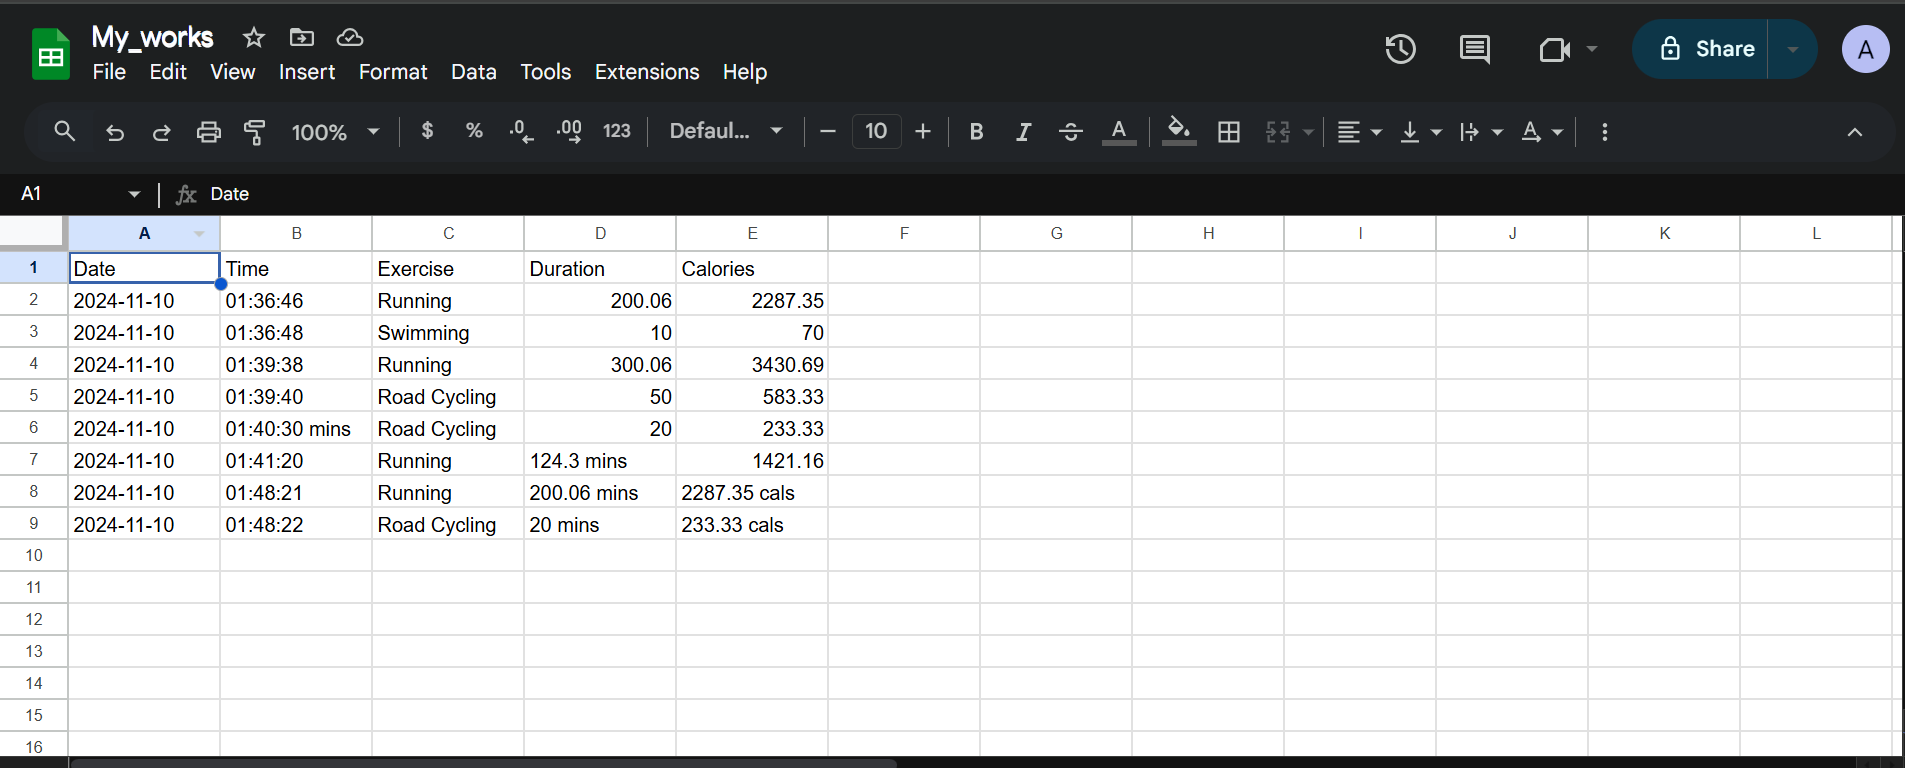 My_works
File Edit View Insert Format Data Tools Extensions Help
Share
A
100% $ % .0 .00 123 Defaul... − 10 + B I S A A
A1 fx Date
A B C D E F G H I J K L
1 Date Time Exercise Duration Calories
2 2024-11-10 01:36:46 Running 200.06 2287.35
3 2024-11-10 01:36:48 Swimming 10 70
4 2024-11-10 01:39:38 Running 300.06 3430.69
5 2024-11-10 01:39:40 Road Cycling 50 583.33
6 2024-11-10 01:40:30 mins Road Cycling 20 233.33
7 2024-11-10 01:41:20 Running 124.3 mins 1421.16
8 2024-11-10 01:48:21 Running 200.06 mins 2287.35 cals
9 2024-11-10 01:48:22 Road Cycling 20 mins 233.33 cals
10
11
12
13
14
15
16